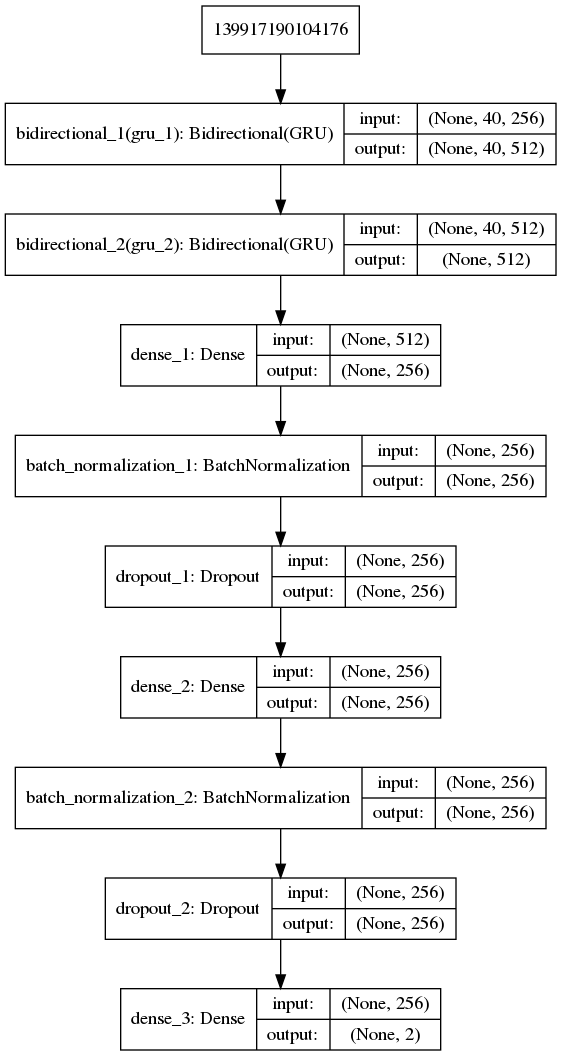 139917190104176
bidirectional_1(gru_1): Bidirectional(GRU)
input:
(None, 40, 256)
output:
(None, 40, 512)
bidirectional_2(gru_2): Bidirectional(GRU)
input:
(None, 40, 512)
output:
(None, 512)
dense_1: Dense
input:
(None, 512)
output:
(None, 256)
batch_normalization_1: BatchNormalization
input:
(None, 256)
output:
(None, 256)
dropout_1: Dropout
input:
(None, 256)
output:
(None, 256)
dense_2: Dense
input:
(None, 256)
output:
(None, 256)
batch_normalization_2: BatchNormalization
input:
(None, 256)
output:
(None, 256)
dropout_2: Dropout
input:
(None, 256)
output:
(None, 256)
dense_3: Dense
input:
(None, 256)
output:
(None, 2)